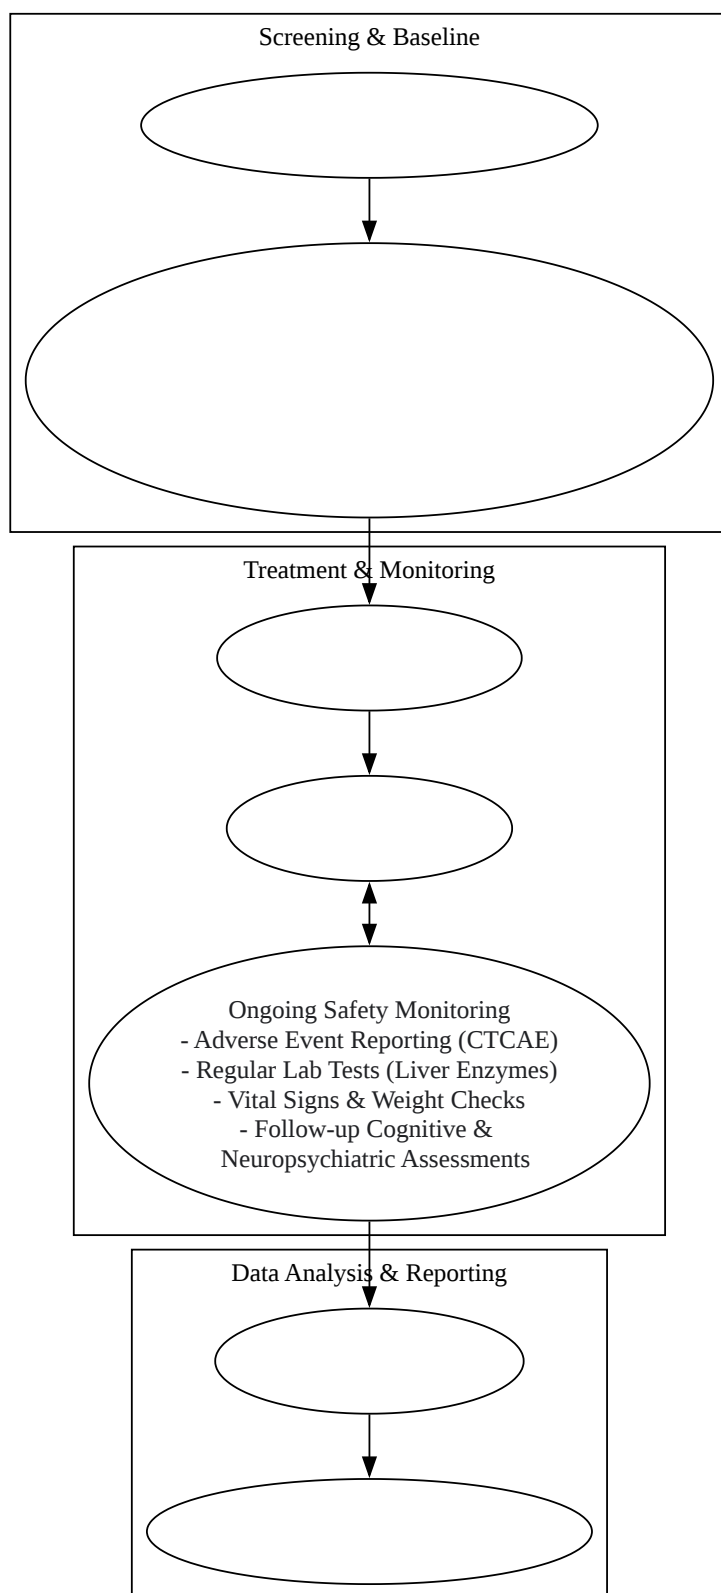 Screening & Baseline
Treatment & Monitoring
Ongoing Safety Monitoring
- Adverse Event Reporting (CTCAE)
- Regular Lab Tests (Liver Enzymes)
- Vital Signs & Weight Checks
- Follow-up Cognitive &
Neuropsychiatric Assessments
Data Analysis & Reporting